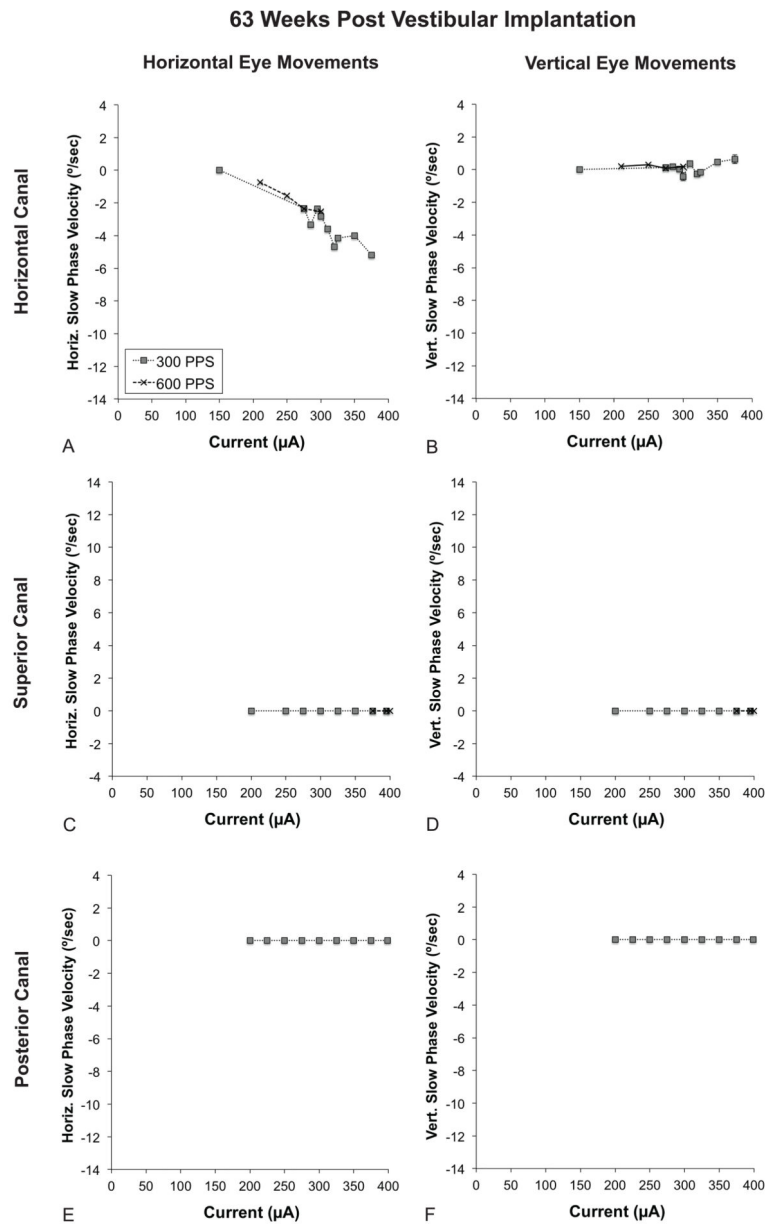 63 Weeks Post Vestibular Implantation
Horizontal Eye Movements
Vertical Eye Movements
Horizontal Canal
Horiz. Slow Phase Velocity (º/sec)
4
2
0
-2
-4
-6
-8
-10
-12
-14
300 PPS
600 PPS
0 50 100 150 200 250 300 350 400
Current (µA)
A
Vert. Slow Phase Velocity (º/sec)
4
2
0
-2
-4
-6
-8
-10
-12
-14
0 50 100 150 200 250 300 350 400
Current (µA)
B
Superior Canal
Horiz. Slow Phase Velocity (º/sec)
14
12
10
8
6
4
2
0
-2
-4
0 50 100 150 200 250 300 350 400
Current (µA)
C
Vert. Slow Phase Velocity (º/sec)
14
12
10
8
6
4
2
0
-2
-4
0 50 100 150 200 250 300 350 400
Current (µA)
D
Posterior Canal
Horiz. Slow Phase Velocity (º/sec)
4
2
0
-2
-4
-6
-8
-10
-12
-14
0 50 100 150 200 250 300 350 400
Current (µA)
E
Vert. Slow Phase Velocity (º/sec)
4
2
0
-2
-4
-6
-8
-10
-12
-14
0 50 100 150 200 250 300 350 400
Current (µA)
F